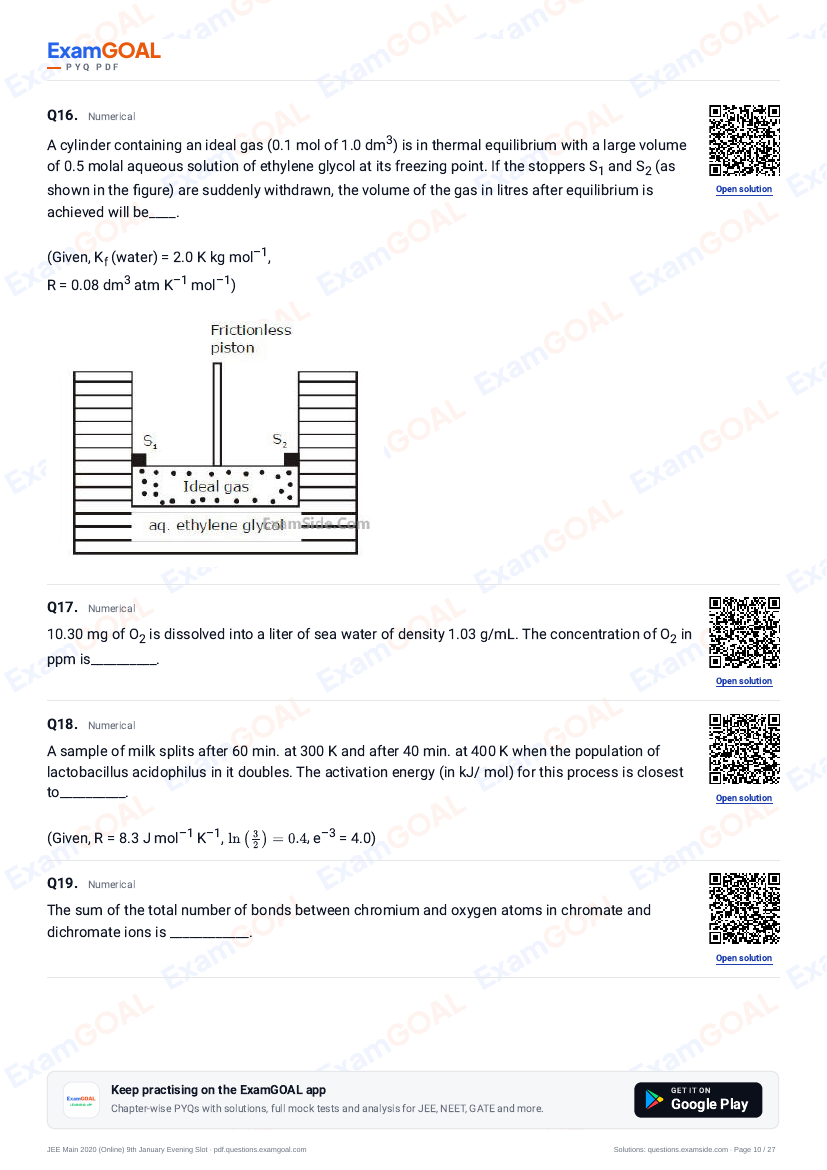 ExamGOAL
PYQ PDF
Q16. Numerical
A cylinder containing an ideal gas (0.1 mol of 1.0 dm³) is in thermal equilibrium with a large volume
of 0.5 molal aqueous solution of ethylene glycol at its freezing point. If the stoppers S₁ and S₂ (as
shown in the figure) are suddenly withdrawn, the volume of the gas in litres after equilibrium is
achieved will be____.
Open solution
(Given, K_f (water) = 2.0 K kg mol⁻¹,
R = 0.08 dm³ atm K⁻¹ mol⁻¹)
Frictionless
piston
S₁
S₂
Ideal gas
aq. ethylene glycol
ExamSide.Com
Q17. Numerical
10.30 mg of O₂ is dissolved into a liter of sea water of density 1.03 g/mL. The concentration of O₂ in
ppm is__________.
Open solution
Q18. Numerical
A sample of milk splits after 60 min. at 300 K and after 40 min. at 400 K when the population of
lactobacillus acidophilus in it doubles. The activation energy (in kJ/ mol) for this process is closest
to__________.
Open solution
(Given, R = 8.3 J mol⁻¹ K⁻¹, ln (3/2) = 0.4, e⁻³ = 4.0)
Q19. Numerical
The sum of the total number of bonds between chromium and oxygen atoms in chromate and
dichromate ions is ____________.
Open solution
Keep practising on the ExamGOAL app
Chapter-wise PYQs with solutions, full mock tests and analysis for JEE, NEET, GATE and more.
GET IT ON
Google Play
JEE Main 2020 (Online) 9th January Evening Slot · pdf.questions.examgoal.com
Solutions: questions.examside.com · Page 10 / 27